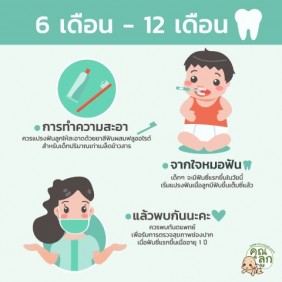 6 เดือน - 12 เดือน
การทำความสะอาด
ควรแปรงฟันลูกให้สะอาดด้วยยาสีฟันผสมฟลูออไรด์
สำหรับเด็กปริมาณเท่าเมล็ดข้าวสาร
จากใจหมอฟัน
เด็กๆ จะมีฟันซี่แรกขึ้นในวัยนี้
เริ่มแปรงฟันเมื่อลูกมีฟันขึ้นเต็มซี่แล้ว
แล้วพบกันนะคะ
ควรพบทันตแพทย์
เพื่อรับการตรวจสุขภาพช่องปาก
เมื่อฟันซี่แรกขึ้นเมื่ออายุ 1 ปี
คุณ
ลูก